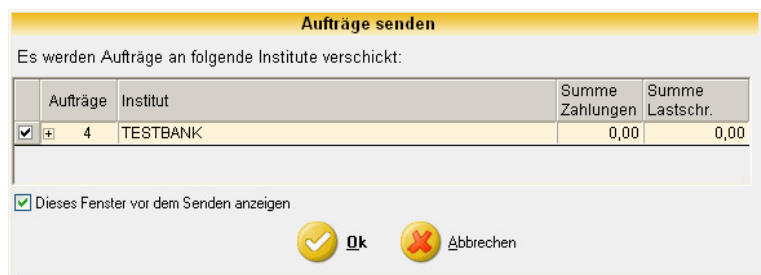 Aufträge senden
Es werden Aufträge an folgende Institute verschickt:
Aufträge Institut Summe Zahlungen Summe Lastschr.
4 TESTBANK 0,00 0,00
Dieses Fenster vor dem Senden anzeigen
Ok Abbrechen